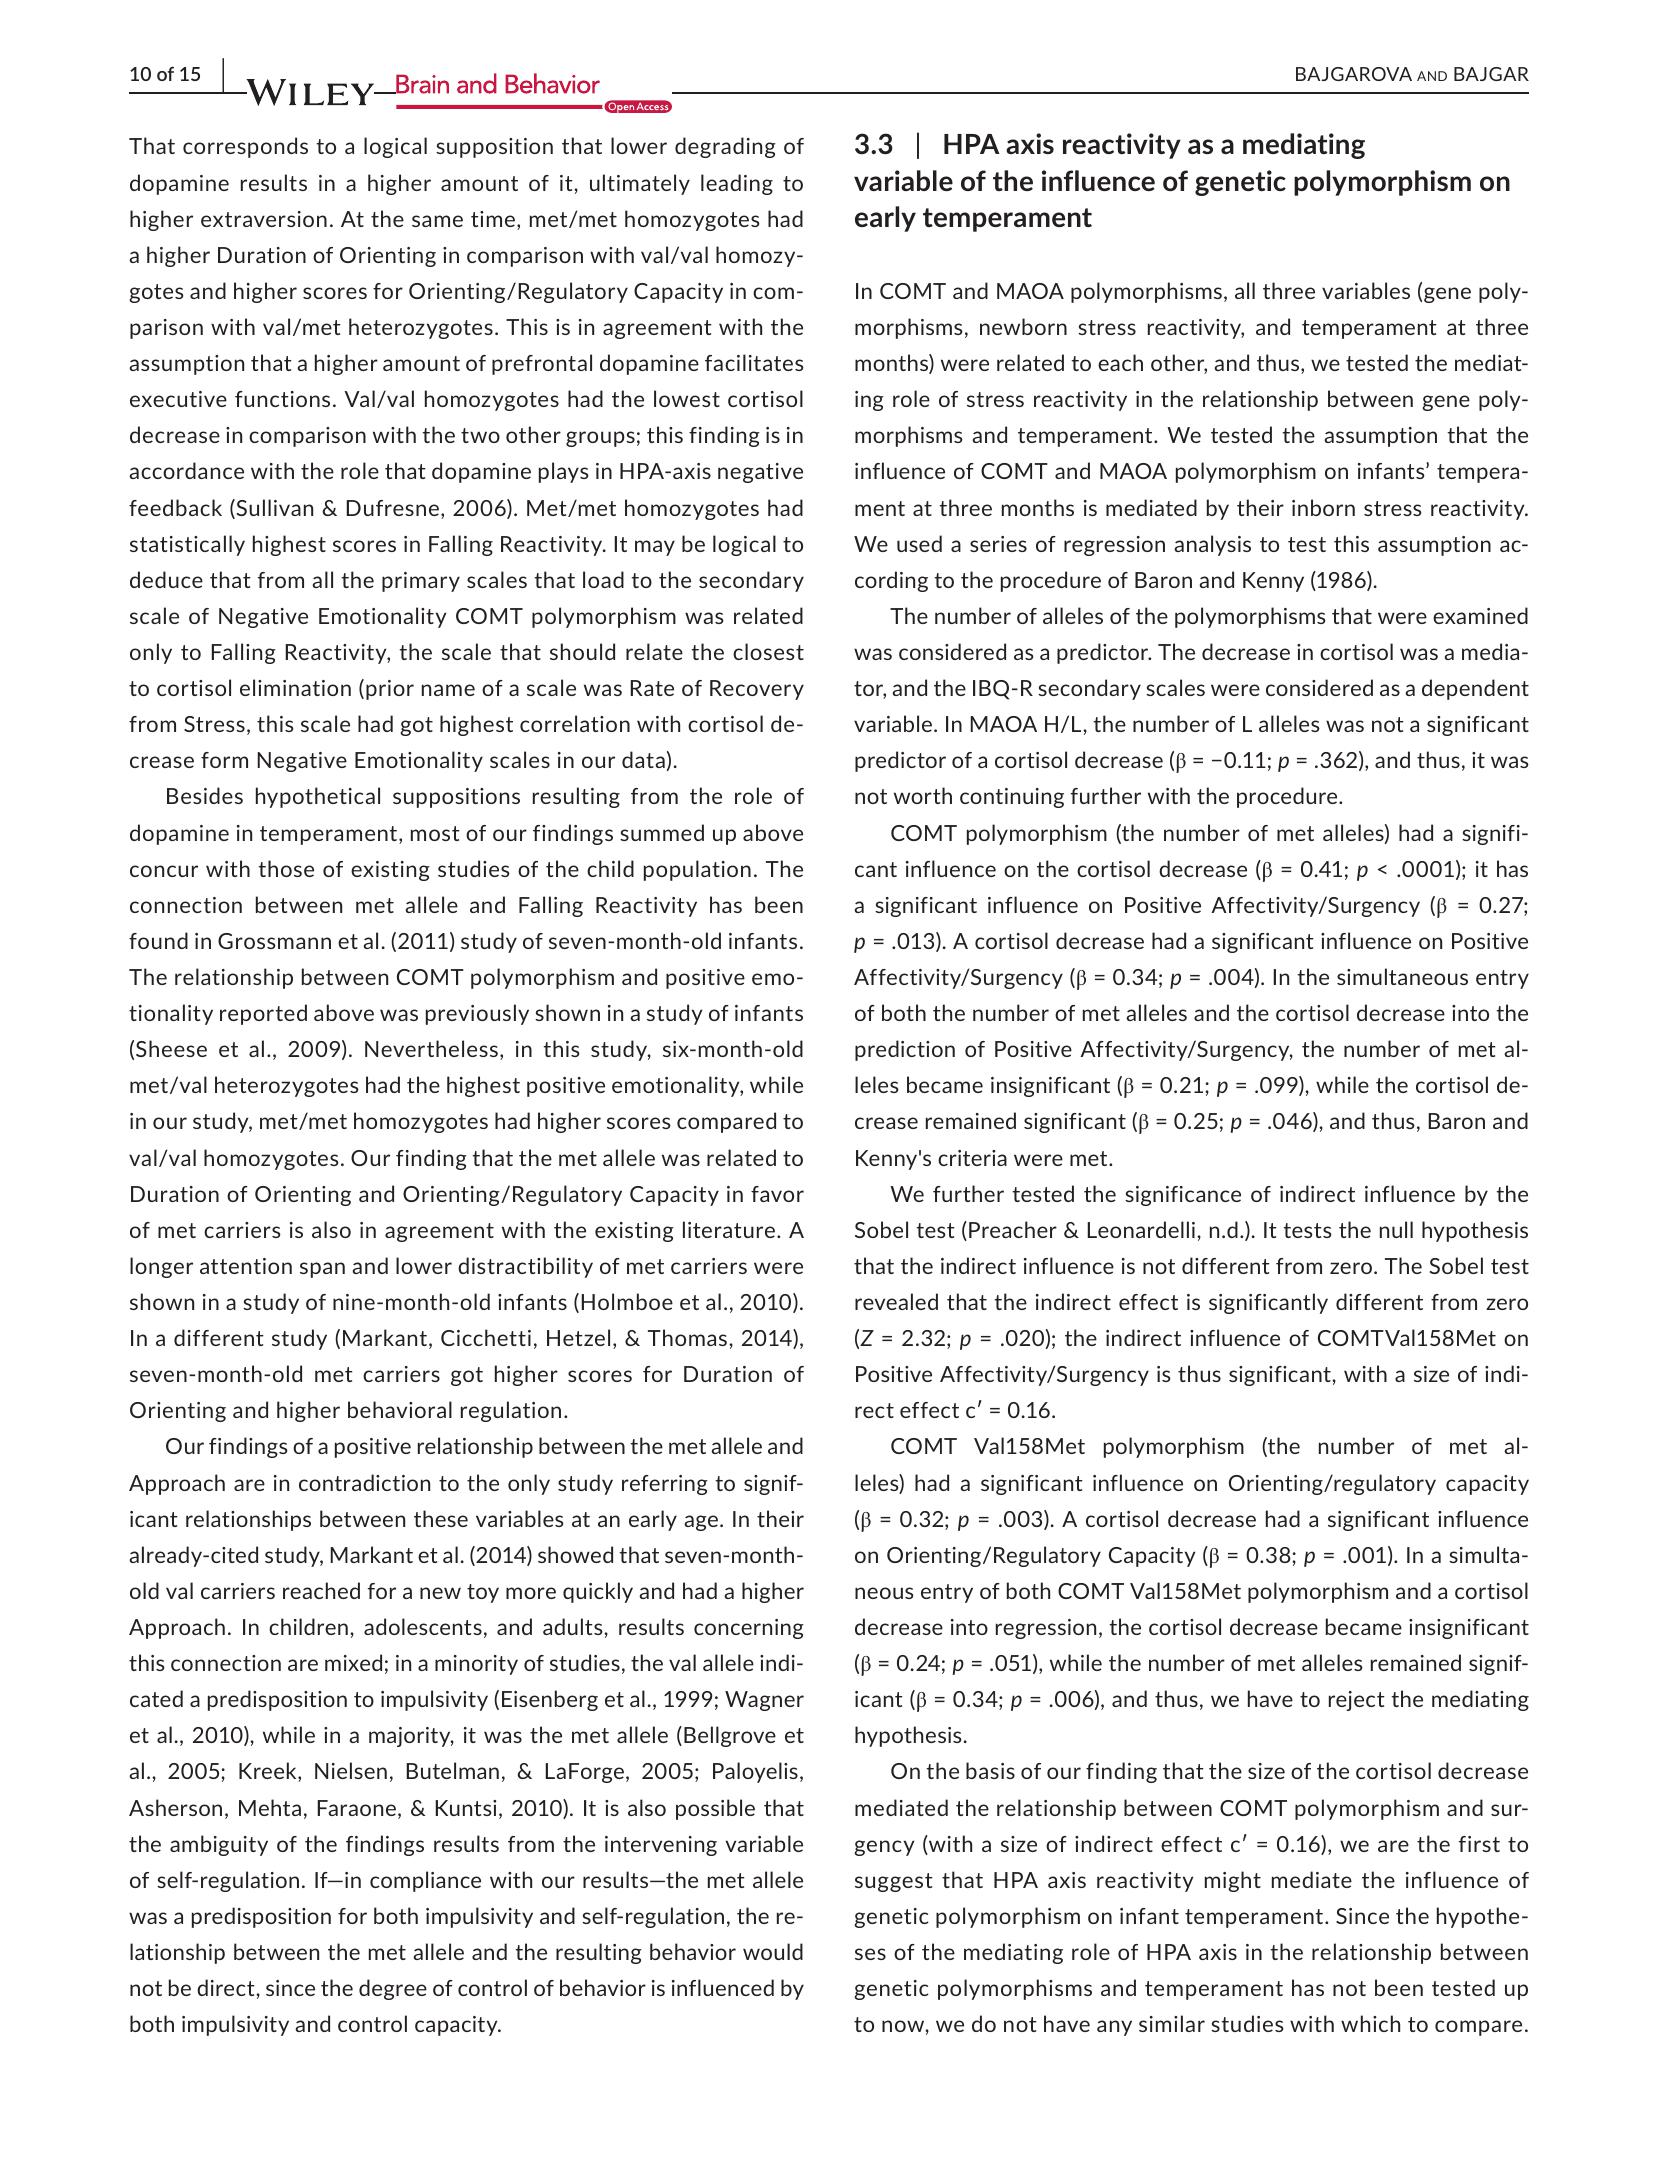 10 of 15
WILEY
Brain and Behavior
Open Access
BAJGAROVA AND BAJGAR
That corresponds to a logical supposition that lower degrading of
dopamine results in a higher amount of it, ultimately leading to
higher extraversion. At the same time, met/met homozygotes had
a higher Duration of Orienting in comparison with val/val homozy-
gotes and higher scores for Orienting/Regulatory Capacity in com-
parison with val/met heterozygotes. This is in agreement with the
assumption that a higher amount of prefrontal dopamine facilitates
executive functions. Val/val homozygotes had the lowest cortisol
decrease in comparison with the two other groups; this finding is in
accordance with the role that dopamine plays in HPA-axis negative
feedback (Sullivan & Dufresne, 2006). Met/met homozygotes had
statistically highest scores in Falling Reactivity. It may be logical to
deduce that from all the primary scales that load to the secondary
scale of Negative Emotionality COMT polymorphism was related
only to Falling Reactivity, the scale that should relate the closest
to cortisol elimination (prior name of a scale was Rate of Recovery
from Stress, this scale had got highest correlation with cortisol de-
crease form Negative Emotionality scales in our data).
Besides hypothetical suppositions resulting from the role of
dopamine in temperament, most of our findings summed up above
concur with those of existing studies of the child population. The
connection between met allele and Falling Reactivity has been
found in Grossmann et al. (2011) study of seven-month-old infants.
The relationship between COMT polymorphism and positive emo-
tionality reported above was previously shown in a study of infants
(Sheese et al., 2009). Nevertheless, in this study, six-month-old
met/val heterozygotes had the highest positive emotionality, while
in our study, met/met homozygotes had higher scores compared to
val/val homozygotes. Our finding that the met allele was related to
Duration of Orienting and Orienting/Regulatory Capacity in favor
of met carriers is also in agreement with the existing literature. A
longer attention span and lower distractibility of met carriers were
shown in a study of nine-month-old infants (Holmboe et al., 2010).
In a different study (Markant, Cicchetti, Hetzel, & Thomas, 2014),
seven-month-old met carriers got higher scores for Duration of
Orienting and higher behavioral regulation.
Our findings of a positive relationship between the met allele and
Approach are in contradiction to the only study referring to signif-
icant relationships between these variables at an early age. In their
already-cited study, Markant et al. (2014) showed that seven-month-
old val carriers reached for a new toy more quickly and had a higher
Approach. In children, adolescents, and adults, results concerning
this connection are mixed; in a minority of studies, the val allele indi-
cated a predisposition to impulsivity (Eisenberg et al., 1999; Wagner
et al., 2010), while in a majority, it was the met allele (Bellgrove et
al., 2005; Kreek, Nielsen, Butelman, & LaForge, 2005; Paloyelis,
Asherson, Mehta, Faraone, & Kuntsi, 2010). It is also possible that
the ambiguity of the findings results from the intervening variable
of self-regulation. If—in compliance with our results—the met allele
was a predisposition for both impulsivity and self-regulation, the re-
lationship between the met allele and the resulting behavior would
not be direct, since the degree of control of behavior is influenced by
both impulsivity and control capacity.
3.3 | HPA axis reactivity as a mediating
variable of the influence of genetic polymorphism on
early temperament
In COMT and MAOA polymorphisms, all three variables (gene poly-
morphisms, newborn stress reactivity, and temperament at three
months) were related to each other, and thus, we tested the mediat-
ing role of stress reactivity in the relationship between gene poly-
morphisms and temperament. We tested the assumption that the
influence of COMT and MAOA polymorphism on infants’ tempera-
ment at three months is mediated by their inborn stress reactivity.
We used a series of regression analysis to test this assumption ac-
cording to the procedure of Baron and Kenny (1986).
The number of alleles of the polymorphisms that were examined
was considered as a predictor. The decrease in cortisol was a media-
tor, and the IBQ-R secondary scales were considered as a dependent
variable. In MAOA H/L, the number of L alleles was not a significant
predictor of a cortisol decrease (β = −0.11; p = .362), and thus, it was
not worth continuing further with the procedure.
COMT polymorphism (the number of met alleles) had a signifi-
cant influence on the cortisol decrease (β = 0.41; p < .0001); it has
a significant influence on Positive Affectivity/Surgency (β = 0.27;
p = .013). A cortisol decrease had a significant influence on Positive
Affectivity/Surgency (β = 0.34; p = .004). In the simultaneous entry
of both the number of met alleles and the cortisol decrease into the
prediction of Positive Affectivity/Surgency, the number of met al-
leles became insignificant (β = 0.21; p = .099), while the cortisol de-
crease remained significant (β = 0.25; p = .046), and thus, Baron and
Kenny's criteria were met.
We further tested the significance of indirect influence by the
Sobel test (Preacher & Leonardelli, n.d.). It tests the null hypothesis
that the indirect influence is not different from zero. The Sobel test
revealed that the indirect effect is significantly different from zero
(Z = 2.32; p = .020); the indirect influence of COMTVal158Met on
Positive Affectivity/Surgency is thus significant, with a size of indi-
rect effect c′ = 0.16.
COMT Val158Met polymorphism (the number of met al-
leles) had a significant influence on Orienting/regulatory capacity
(β = 0.32; p = .003). A cortisol decrease had a significant influence
on Orienting/Regulatory Capacity (β = 0.38; p = .001). In a simulta-
neous entry of both COMT Val158Met polymorphism and a cortisol
decrease into regression, the cortisol decrease became insignificant
(β = 0.24; p = .051), while the number of met alleles remained signif-
icant (β = 0.34; p = .006), and thus, we have to reject the mediating
hypothesis.
On the basis of our finding that the size of the cortisol decrease
mediated the relationship between COMT polymorphism and sur-
gency (with a size of indirect effect c′ = 0.16), we are the first to
suggest that HPA axis reactivity might mediate the influence of
genetic polymorphism on infant temperament. Since the hypothe-
ses of the mediating role of HPA axis in the relationship between
genetic polymorphisms and temperament has not been tested up
to now, we do not have any similar studies with which to compare.